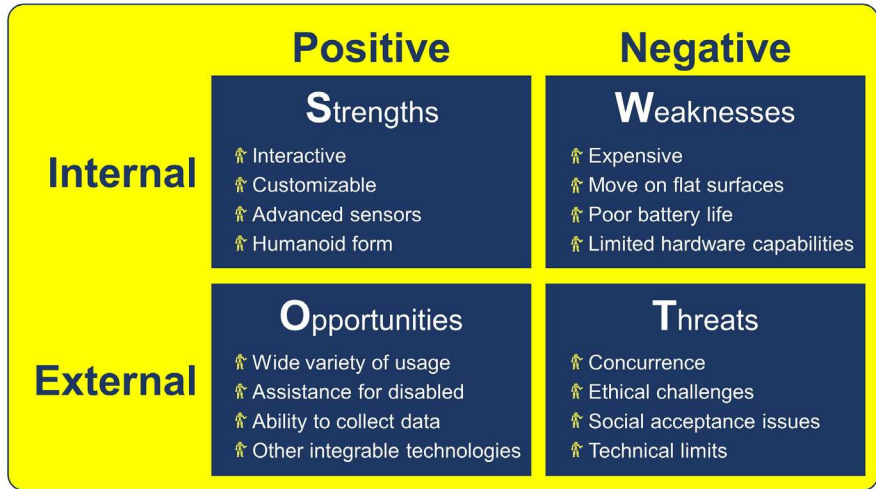 Positive
Negative
Internal
Strengths
Interactive
Customizable
Advanced sensors
Humanoid form
Weaknesses
Expensive
Move on flat surfaces
Poor battery life
Limited hardware capabilities
External
Opportunities
Wide variety of usage
Assistance for disabled
Ability to collect data
Other integrable technologies
Threats
Concurrence
Ethical challenges
Social acceptance issues
Technical limits